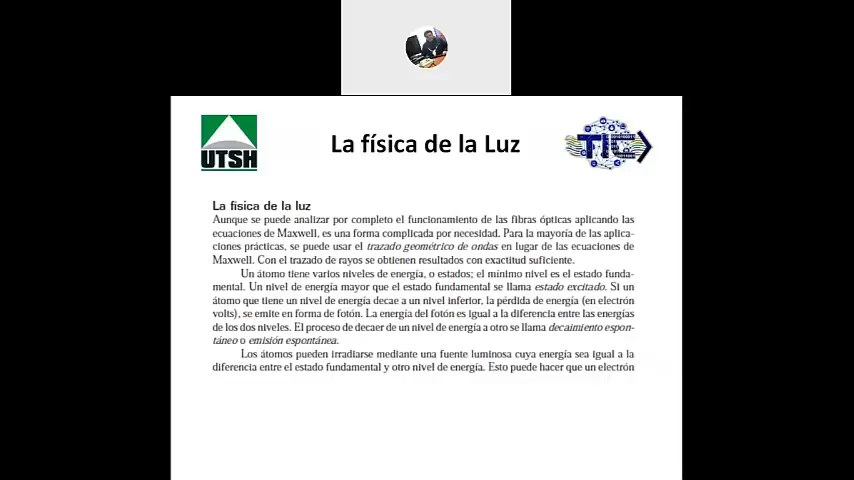 UTSH
La física de la Luz
TIC
La física de la luz
Aunque se puede analizar por completo el funcionamiento de las fibras ópticas aplicando las
ecuaciones de Maxwell, es una forma complicada por necesidad. Para la mayoría de las aplica-
ciones prácticas, se puede usar el trazado geométrico de ondas en lugar de las ecuaciones de
Maxwell. Con el trazado de rayos se obtienen resultados con exactitud suficiente.
Un átomo tiene varios niveles de energía, o estados; el mínimo nivel es el estado funda-
mental. Un nivel de energía mayor que el estado fundamental se llama estado excitado. Si un
átomo que tiene un nivel de energía decae a un nivel inferior, la pérdida de energía (en electrón
volts), se emite en forma de fotón. La energía del fotón es igual a la diferencia entre las energías
de los dos niveles. El proceso de decaer de un nivel de energía a otro se llama decaimiento espon-
táneo o emisión espontánea.
Los átomos pueden irradiarse mediante una fuente luminosa cuya energía sea igual a la
diferencia entre el estado fundamental y otro nivel de energía. Esto puede hacer que un electrón